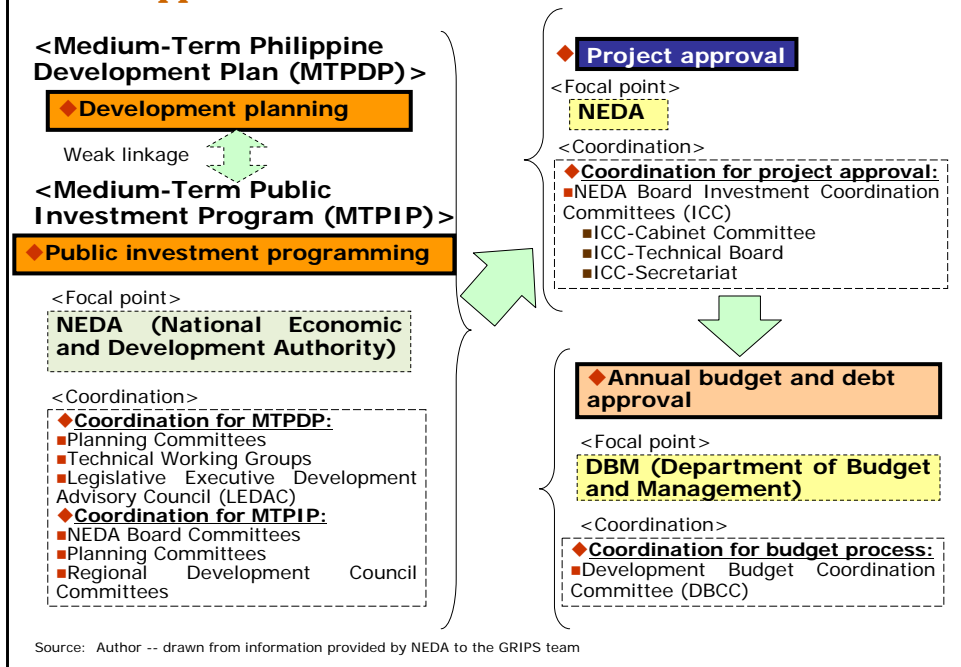 <Medium-Term Philippine
Development Plan (MTPDP)>
◆Development planning
Weak linkage
<Medium-Term Public
Investment Program (MTPIP)>
◆Public investment programming
<Focal point>
NEDA (National Economic
and Development Authority)
<Coordination>
◆Coordination for MTPDP:
■Planning Committees
■Technical Working Groups
■Legislative Executive Development
Advisory Council (LEDAC)
◆Coordination for MTPIP:
■NEDA Board Committees
■Planning Committees
■Regional Development Council
Committees
◆ Project approval
<Focal point>
NEDA
<Coordination>
◆Coordination for project approval:
■NEDA Board Investment Coordination
Committees (ICC)
■ICC-Cabinet Committee
■ICC-Technical Board
■ICC-Secretariat
◆Annual budget and debt
approval
<Focal point>
DBM (Department of Budget
and Management)
<Coordination>
◆Coordination for budget process:
■Development Budget Coordination
Committee (DBCC)
Source: Author -- drawn from information provided by NEDA to the GRIPS team